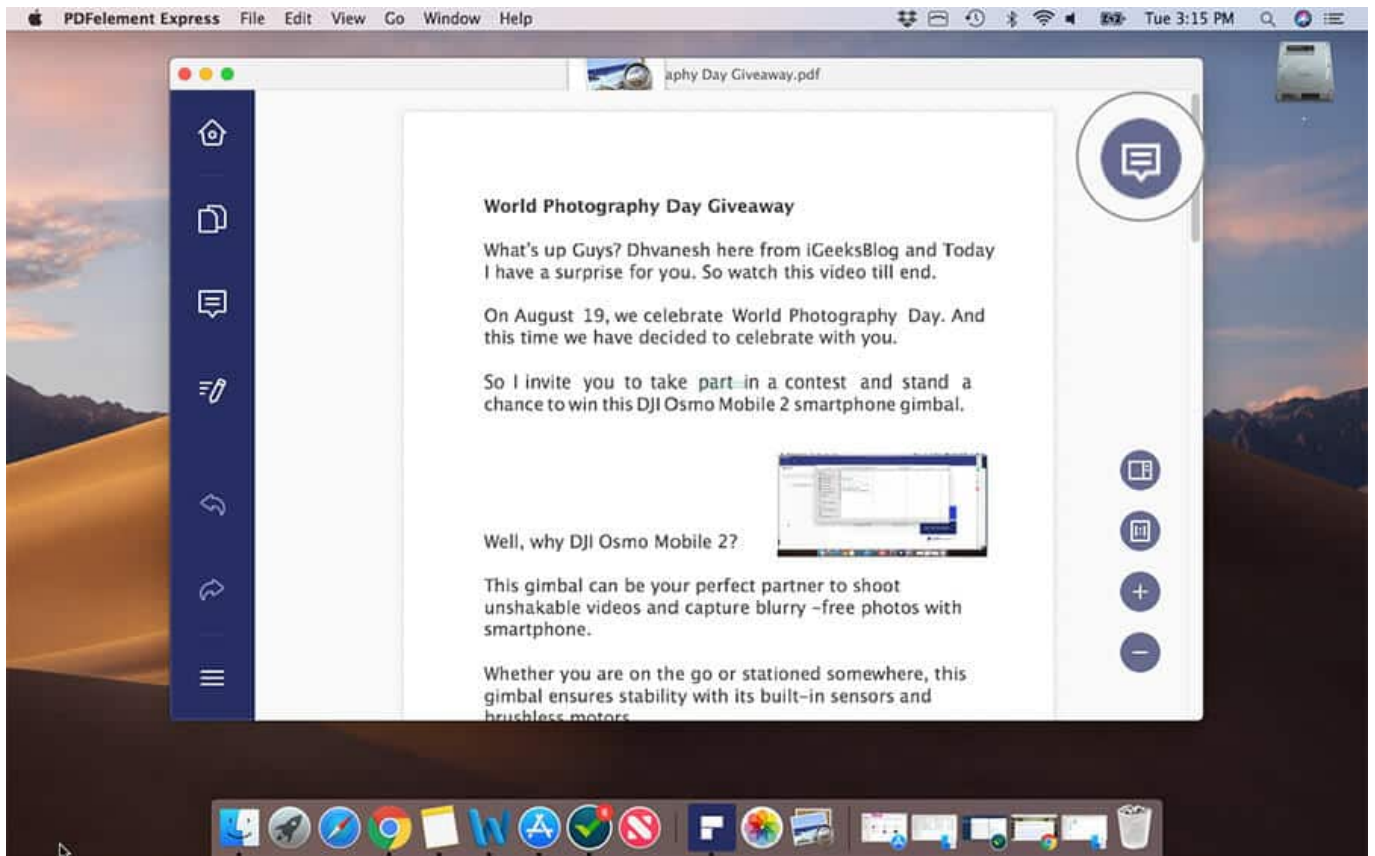 PDFelement Express File Edit View Go Window Help Tue 3:15 PM
aphy Day Giveaway.pdf
World Photography Day Giveaway
What's up Guys? Dhvanesh here from iGeeksBlog and Today
I have a surprise for you. So watch this video till end.
On August 19, we celebrate World Photography Day. And
this time we have decided to celebrate with you.
So I invite you to take part in a contest and stand a
chance to win this DJI Osmo Mobile 2 smartphone gimbal.
Well, why DJI Osmo Mobile 2?
This gimbal can be your perfect partner to shoot
unshakable videos and capture blurry -free photos with
smartphone.
Whether you are on the go or stationed somewhere, this
gimbal ensures stability with its built-in sensors and
brushless motors